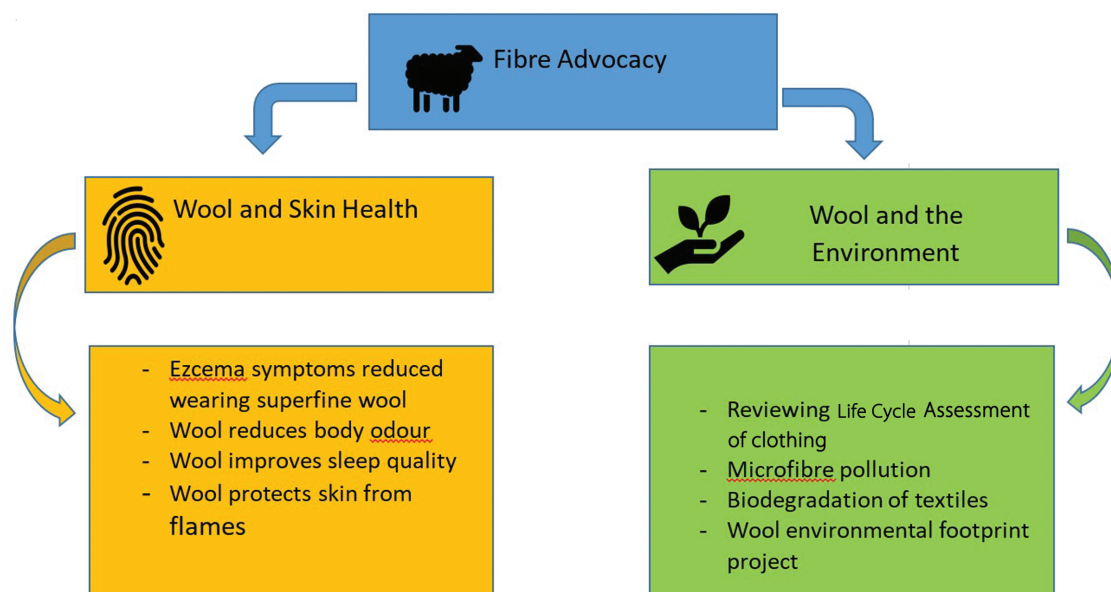 Fibre Advocacy
Wool and Skin Health
Wool and the
Environment
- Ezcema symptoms reduced
wearing superfine wool
- Wool reduces body odour
- Wool improves sleep quality
- Wool protects skin from
flames
- Reviewing Life Cycle Assessment
of clothing
- Microfibre pollution
- Biodegradation of textiles
- Wool environmental footprint
project